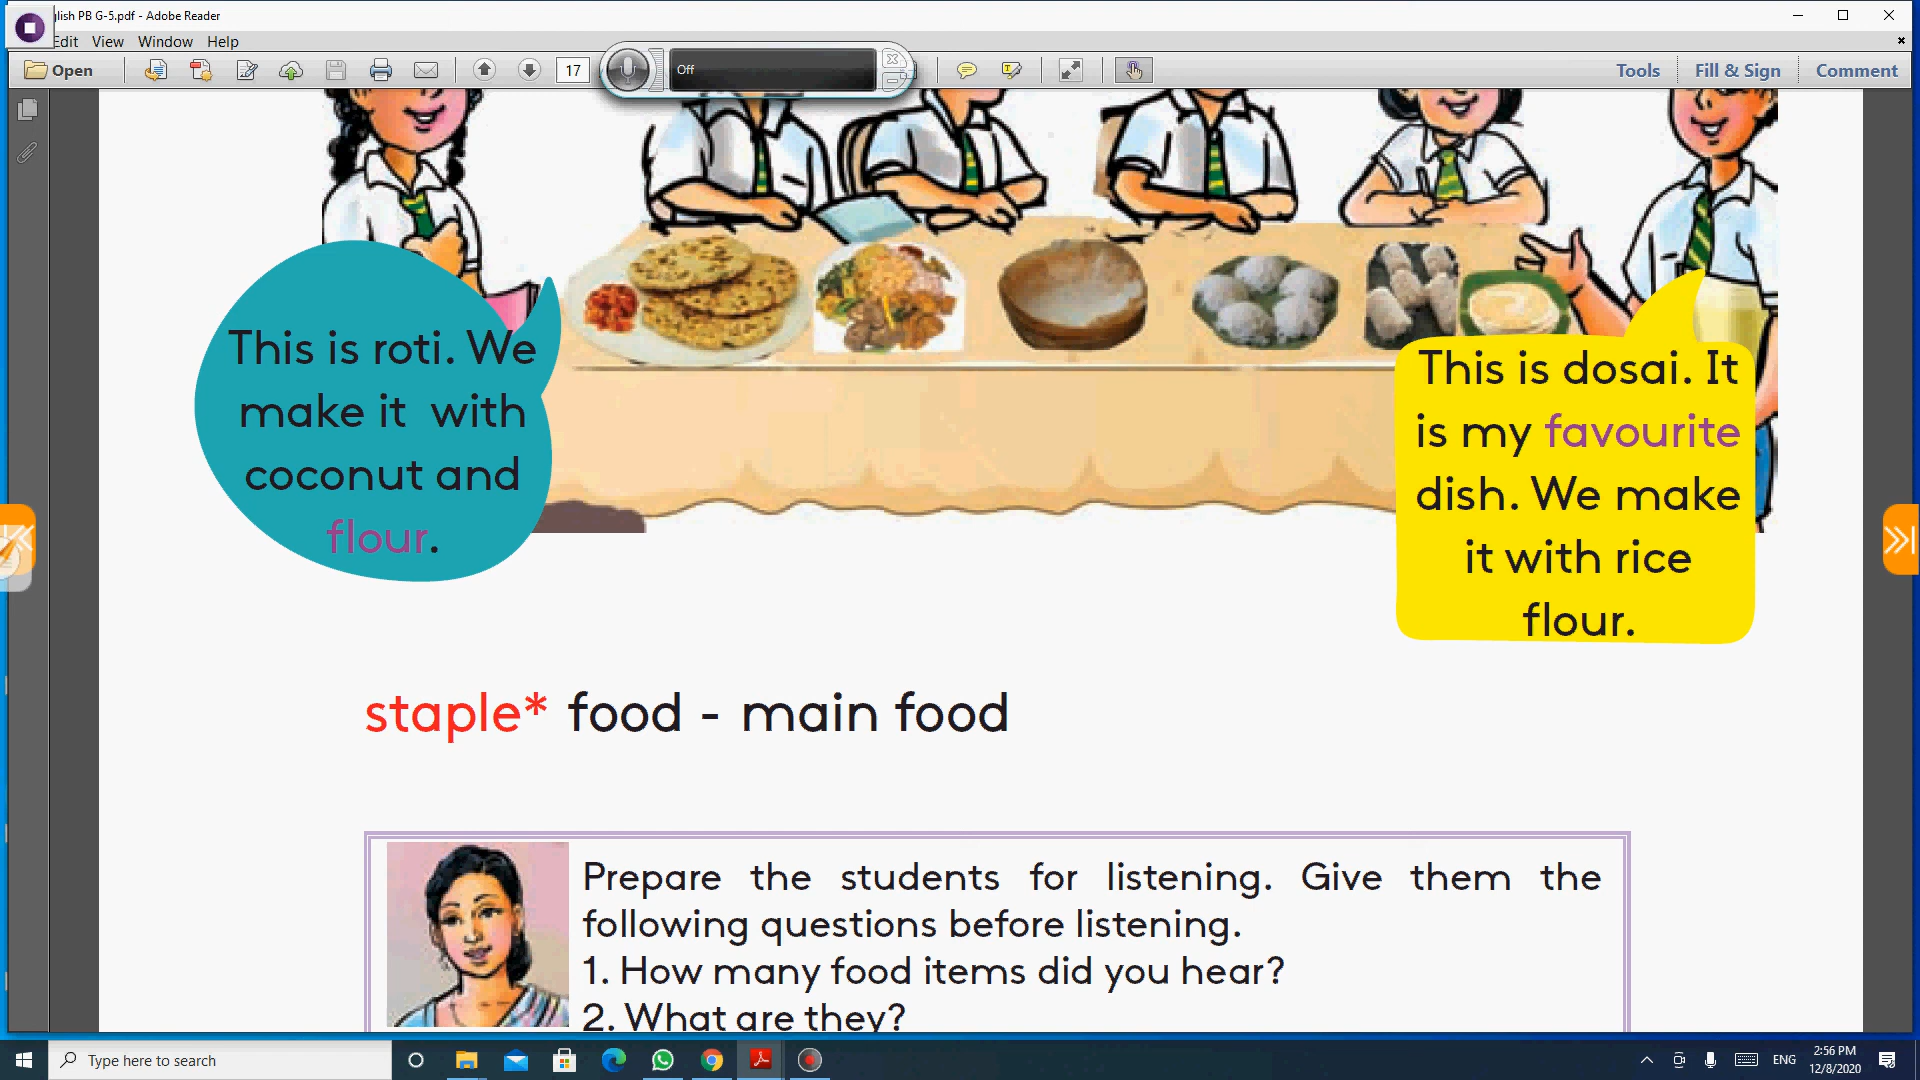 glish PB G-5.pdf - Adobe Reader
Edit View Window Help
Open
17
Off
Tools Fill & Sign Comment
This is roti. We
make it with
coconut and
flour.
This is dosai. It
is my favourite
dish. We make
it with rice
flour.
staple* food - main food
Prepare the students for listening. Give them the
following questions before listening.
1. How many food items did you hear?
2. What are they?
Type here to search
ENG
2:56 PM
12/8/2020